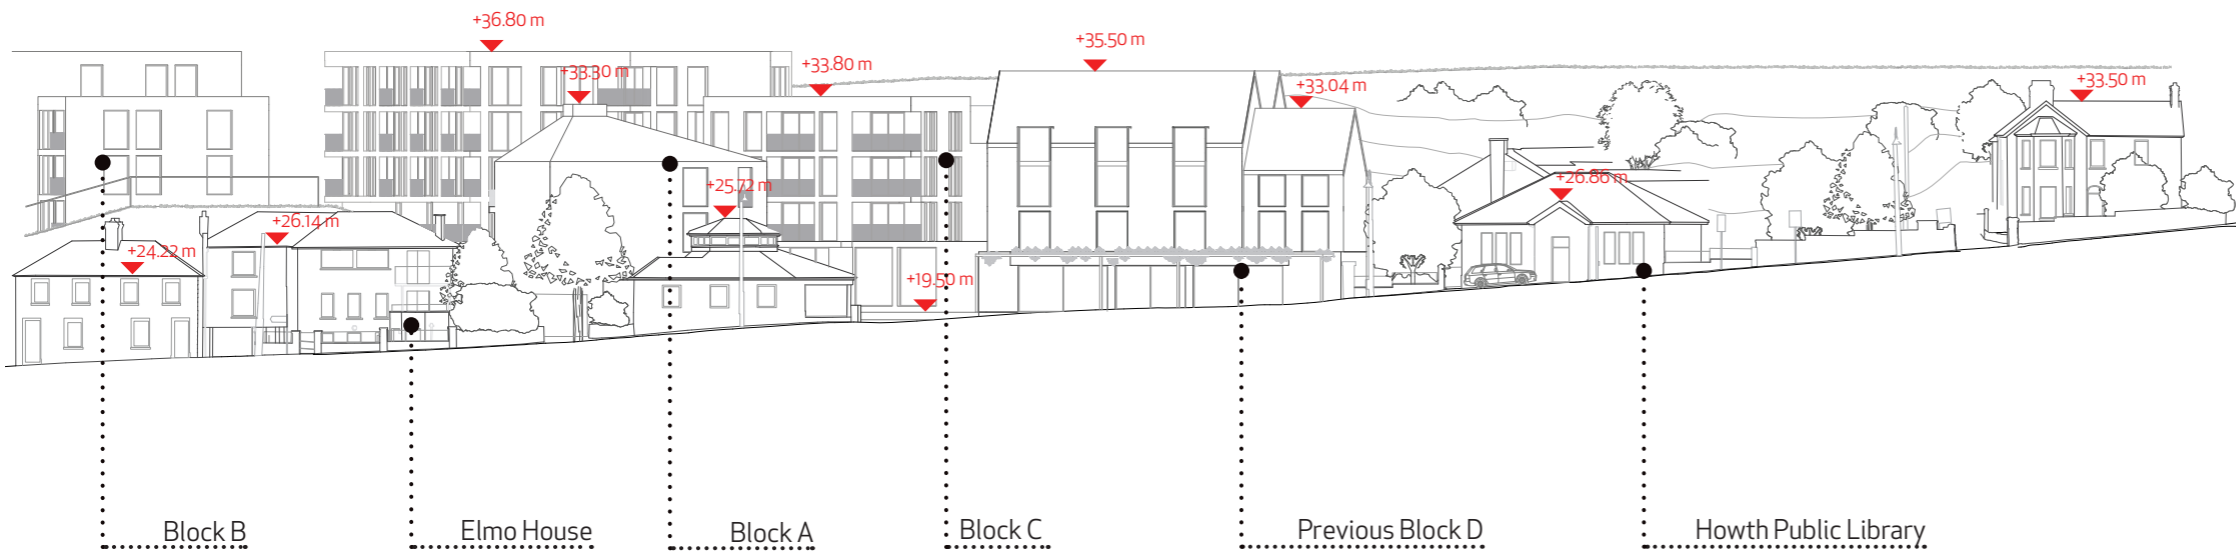 +36.80 m
+35.50 m
+33.30 m
+33.80 m
+33.04 m
+33.50 m
+25.72 m
+26.86 m
+26.14 m
+24.22 m
+19.50 m
Block B
Elmo House
Block A
Block C
Previous Block D
Howth Public Library